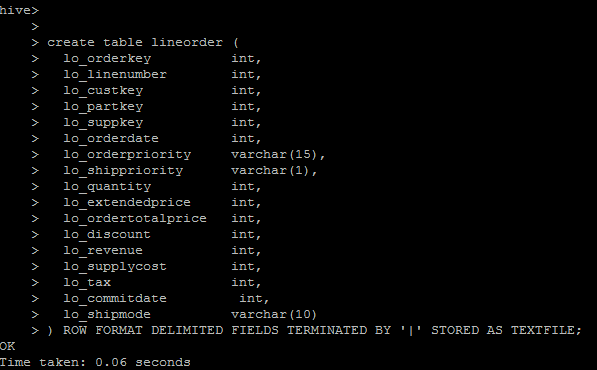 hive>
    >
    > create table lineorder (
    >   lo_orderkey          int,
    >   lo_linenumber        int,
    >   lo_custkey           int,
    >   lo_partkey           int,
    >   lo_suppkey           int,
    >   lo_orderdate         int,
    >   lo_orderpriority     varchar(15),
    >   lo_shippriority      varchar(1),
    >   lo_quantity          int,
    >   lo_extendedprice     int,
    >   lo_ordertotalprice   int,
    >   lo_discount          int,
    >   lo_revenue           int,
    >   lo_supplycost        int,
    >   lo_tax               int,
    >   lo_commitdate         int,
    >   lo_shipmode          varchar(10)
    > ) ROW FORMAT DELIMITED FIELDS TERMINATED BY '|' STORED AS TEXTFILE;
OK
Time taken: 0.06 seconds